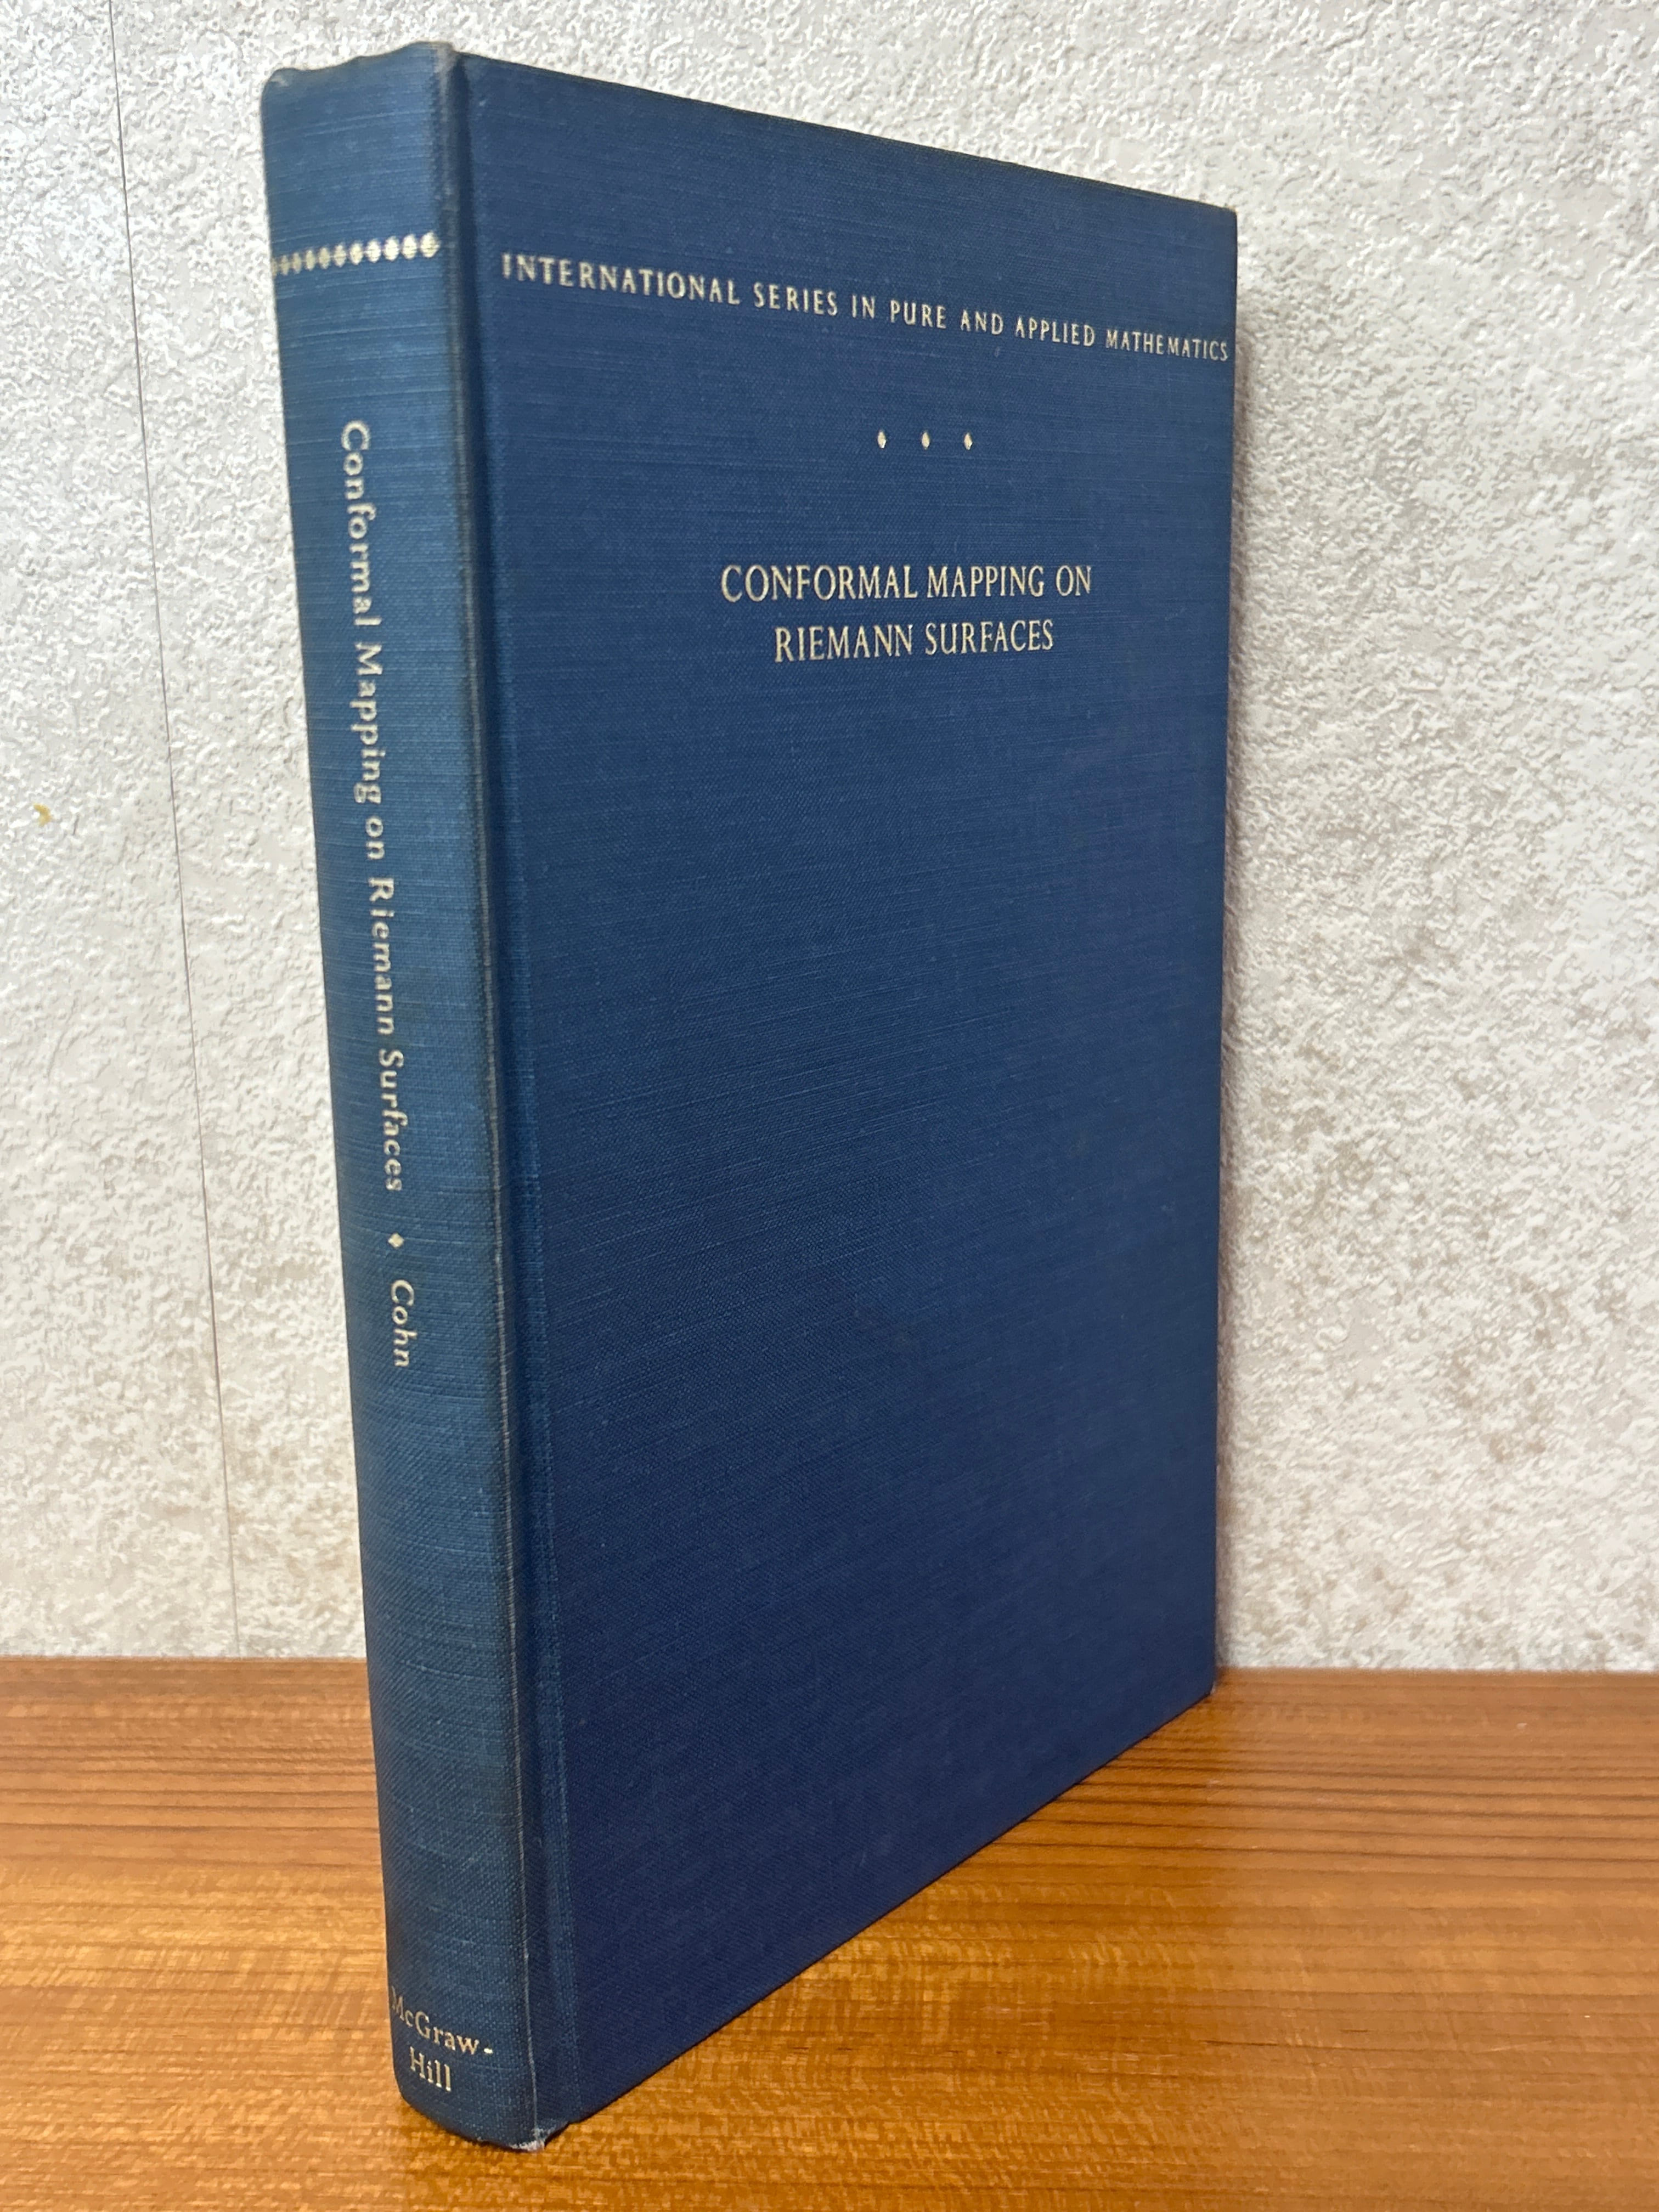 INTERNATIONAL SERIES IN PURE AND APPLIED MATHEMATICS
CONFORMAL MAPPING ON
RIEMANN SURFACES
Conformal Mapping on Riemann Surfaces ♦ Cohn
McGraw-
Hill